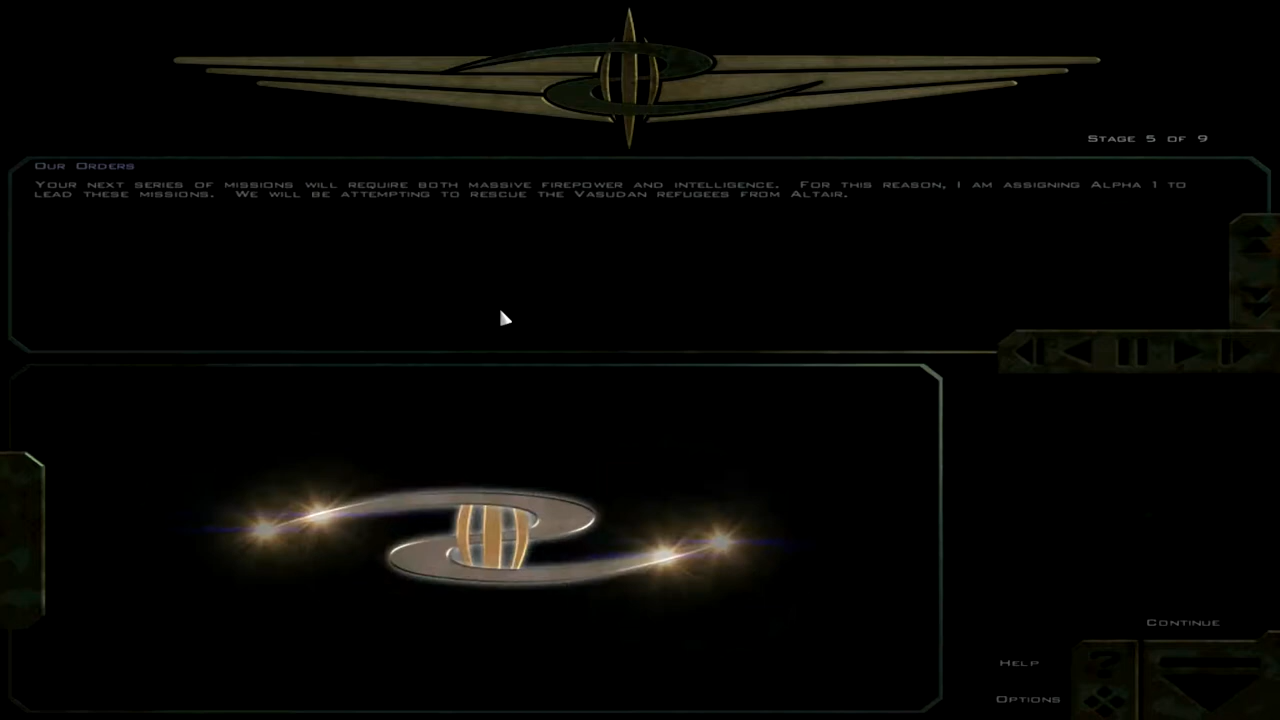 Stage 5 of 9
Our Orders
Your next series of missions will require both massive firepower and intelligence. For this reason, I am assigning Alpha 1 to
lead these missions. We will be attempting to rescue the Vasudan refugees from Altair.
Continue
Help
Options